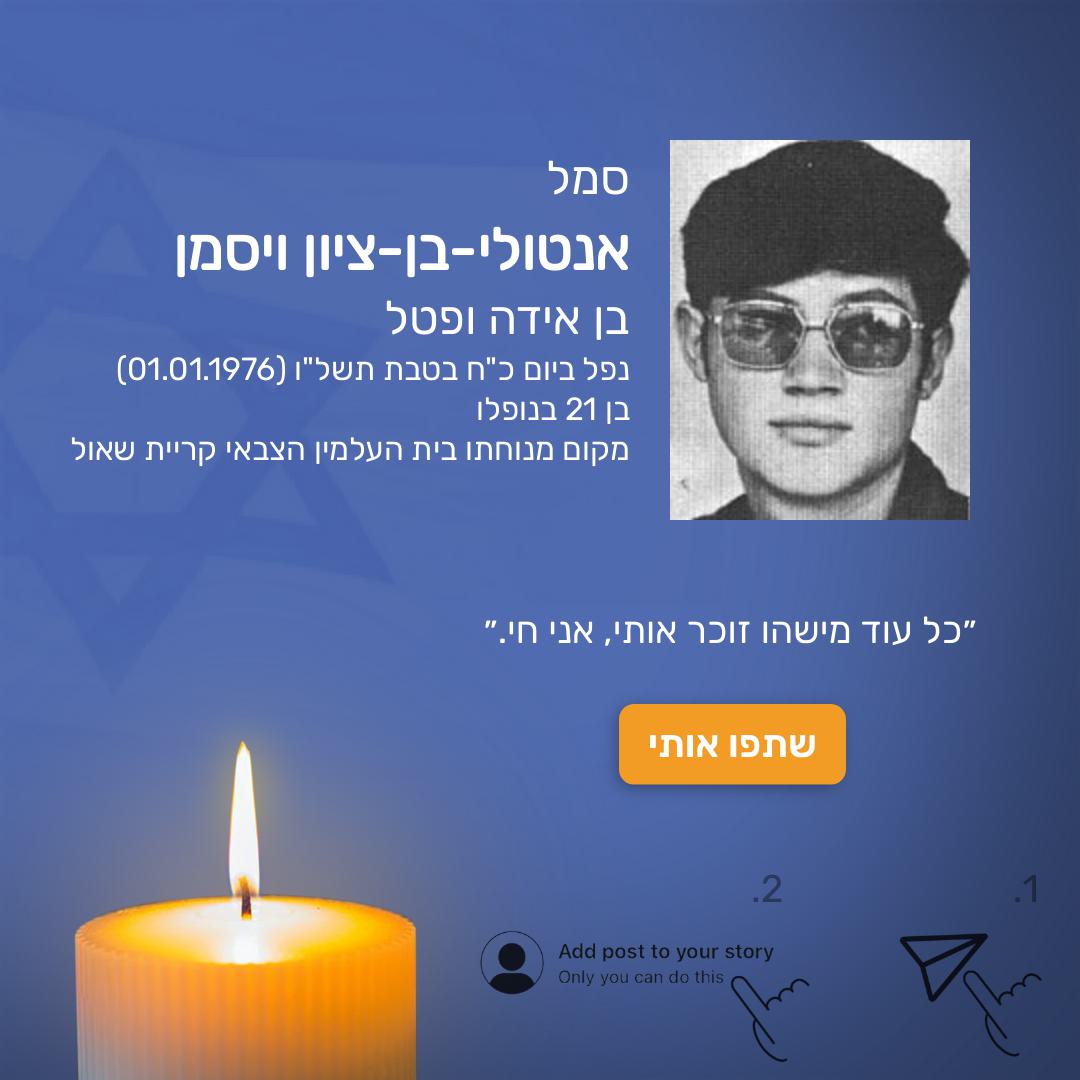 סמל
אנטולי-בן-ציון ויסמן
בן אידה ופטל
נפל ביום כ"ח בטבת תשל"ו (01.01.1976)
בן 21 בנופלו
מקום מנוחתו בית העלמין הצבאי קריית שאול
״כל עוד מישהו זוכר אותי, אני חי.״
שתפו אותי
1.
2.
Add post to your story
Only you can do this